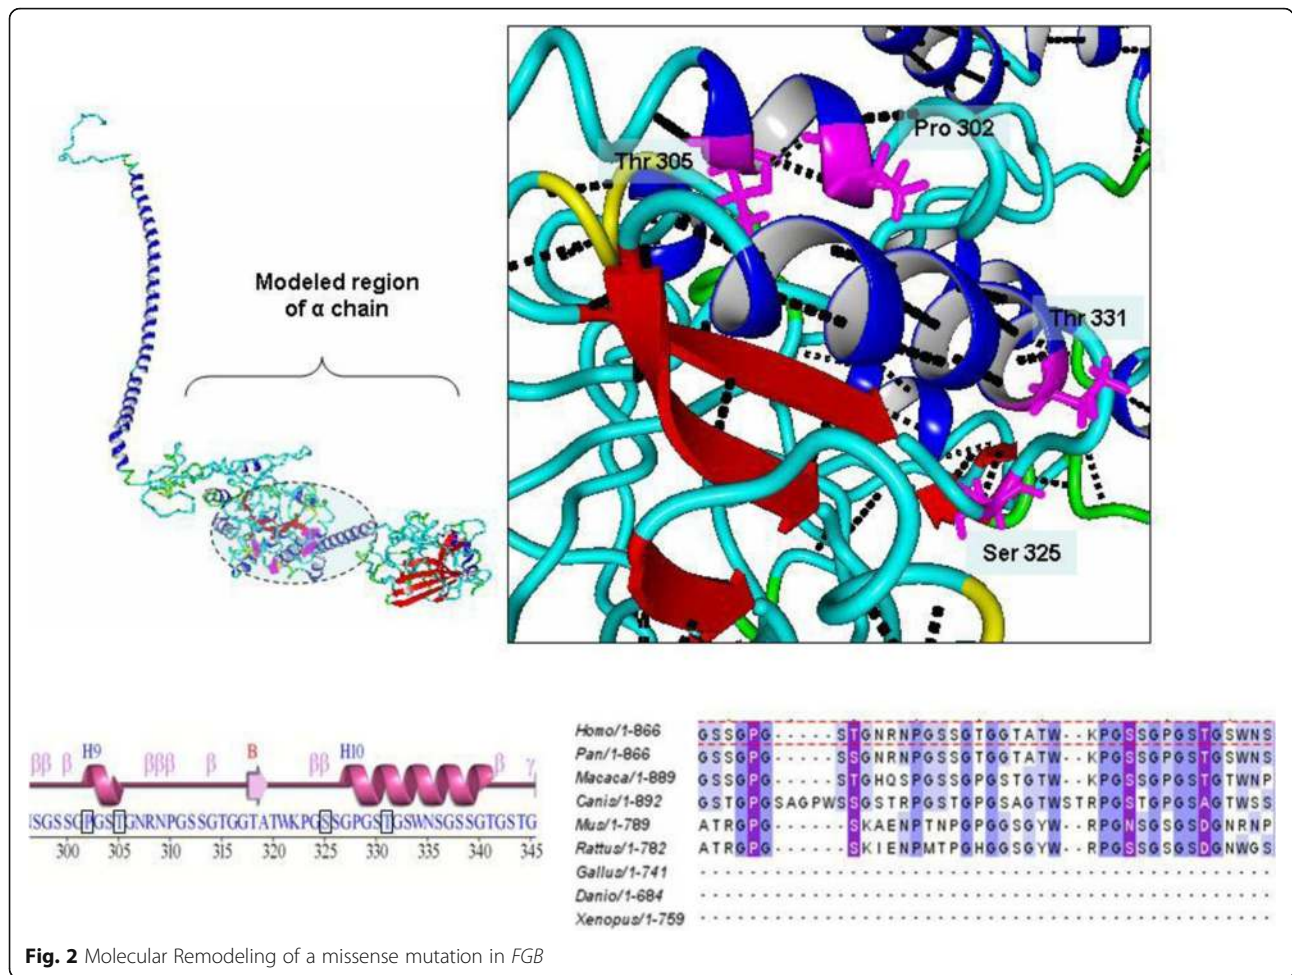 Modeled region
of α chain
Pro 302
Thr 305
Thr 331
Ser 325
ββ β H9 βββ β B ββ H10 β γ
SGSSGPGSTGNRNPGSSGTGGTATWKPGSSGPGSTGSWNSGSSGTGSTG
300 305 310 315 320 325 330 335 340 345
Homo/1-866 GSSGPG-----STGNRNPGSSGTGGTATW--KPGSSGPGSTGSWNS
Pan/1-866 GSSGPG-----SSGNRNPGSSGTGGTATW--KPGSSGPGSTGSWNS
Macaca/1-889 GSSGPG-----STGHQSPGSSGPGSTGTW--KPGSSGPGSTGTWNP
Canis/1-892 GSTGPGSAGPWSSGSTRPGSTGPGSAGTWSTRPGSTGPGSAGTWSS
Mus/1-789 ATRGPG-----SKAENPTNPGPGGSGYW--RPGNSGSGSDGNRNP
Rattus/1-782 ATRGPG-----SKIENPMTPGHGGSGYW--RPGSSGSGSDGNWGS
Gallus/1-741
Danio/1-684
Xenopus/1-759
Fig. 2 Molecular Remodeling of a missense mutation in FGB